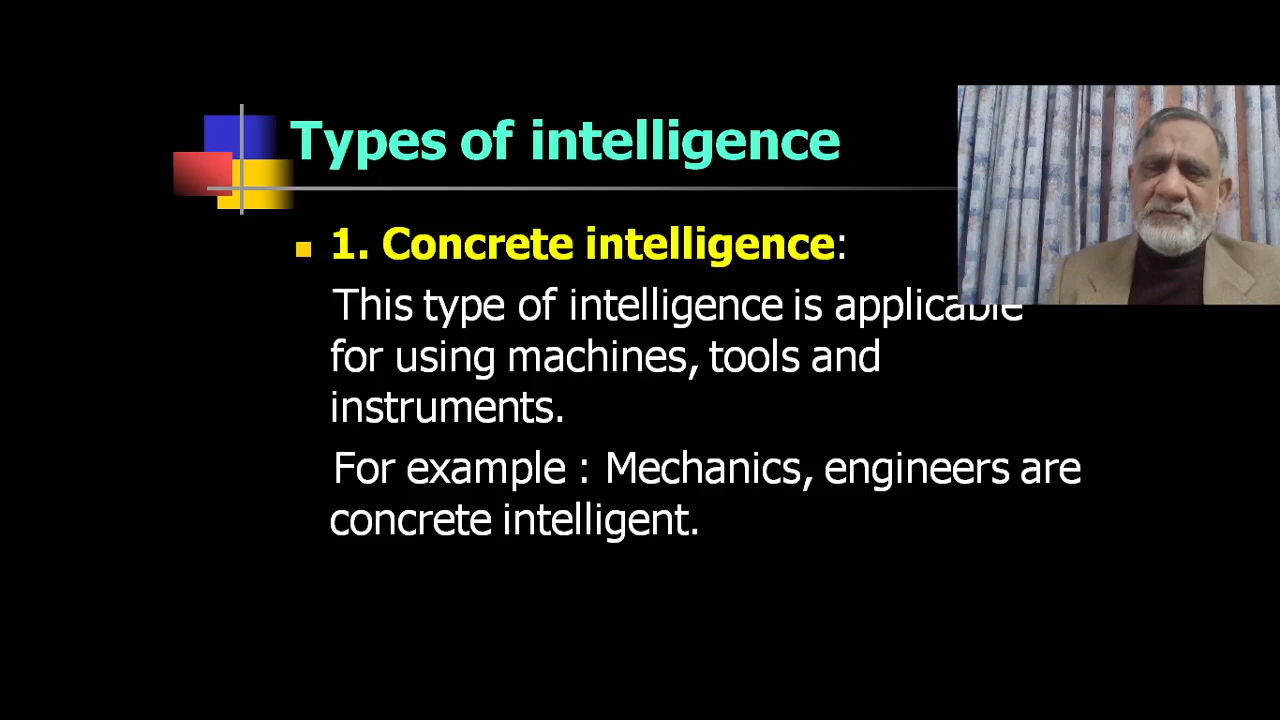 Types of intelligence
1. Concrete intelligence:
This type of intelligence is applicable
for using machines, tools and
instruments.
For example : Mechanics, engineers are
concrete intelligent.